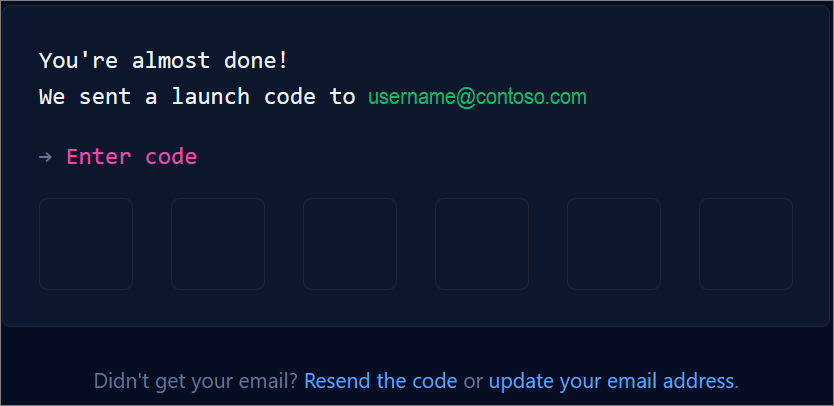 You're almost done!
We sent a launch code to username@contoso.com
→ Enter code
Didn't get your email? Resend the code or update your email address.